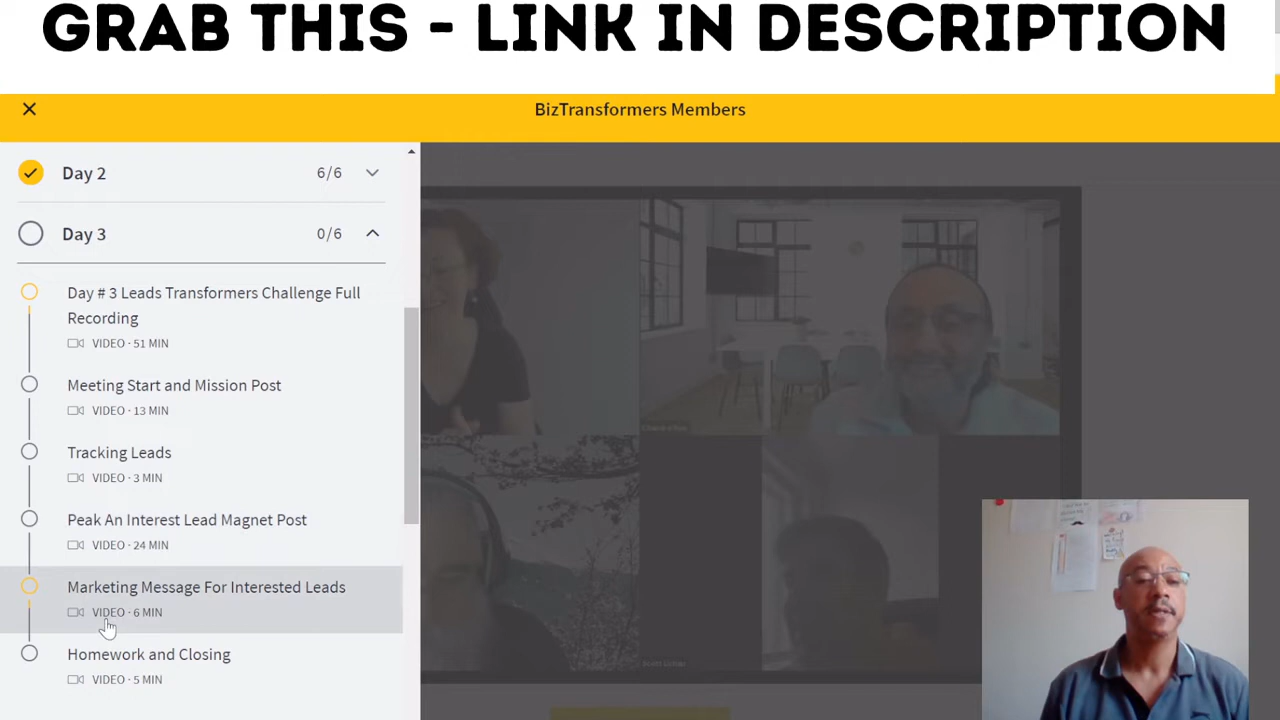 GRAB THIS - LINK IN DESCRIPTION
BizTransformers Members
Day 2 6/6
Day 3 0/6
Day # 3 Leads Transformers Challenge Full
Recording
VIDEO · 51 MIN
Meeting Start and Mission Post
VIDEO · 13 MIN
Tracking Leads
VIDEO · 3 MIN
Peak An Interest Lead Magnet Post
VIDEO · 24 MIN
Marketing Message For Interested Leads
VIDEO · 6 MIN
Homework and Closing
VIDEO · 5 MIN